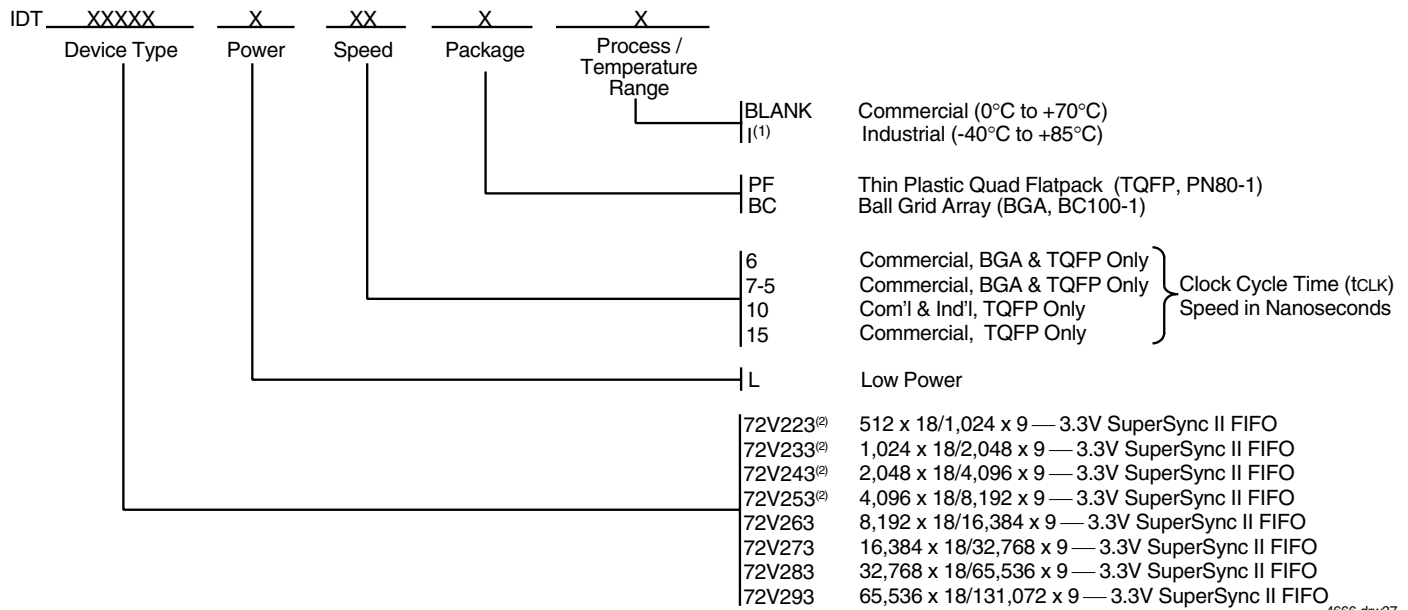 IDT XXXXX X XX X X
Device Type Power Speed Package Process / Temperature Range
BLANK Commercial (0°C to +70°C)
I(1) Industrial (-40°C to +85°C)
PF Thin Plastic Quad Flatpack (TQFP, PN80-1)
BC Ball Grid Array (BGA, BC100-1)
6 Commercial, BGA & TQFP Only
7-5 Commercial, BGA & TQFP Only
10 Com'l & Ind'l, TQFP Only
15 Commercial, TQFP Only
Clock Cycle Time (tCLK)
Speed in Nanoseconds
L Low Power
72V223(2) 512 x 18/1,024 x 9 — 3.3V SuperSync II FIFO
72V233(2) 1,024 x 18/2,048 x 9 — 3.3V SuperSync II FIFO
72V243(2) 2,048 x 18/4,096 x 9 — 3.3V SuperSync II FIFO
72V253(2) 4,096 x 18/8,192 x 9 — 3.3V SuperSync II FIFO
72V263 8,192 x 18/16,384 x 9 — 3.3V SuperSync II FIFO
72V273 16,384 x 18/32,768 x 9 — 3.3V SuperSync II FIFO
72V283 32,768 x 18/65,536 x 9 — 3.3V SuperSync II FIFO
72V293 65,536 x 18/131,072 x 9 — 3.3V SuperSync II FIFO